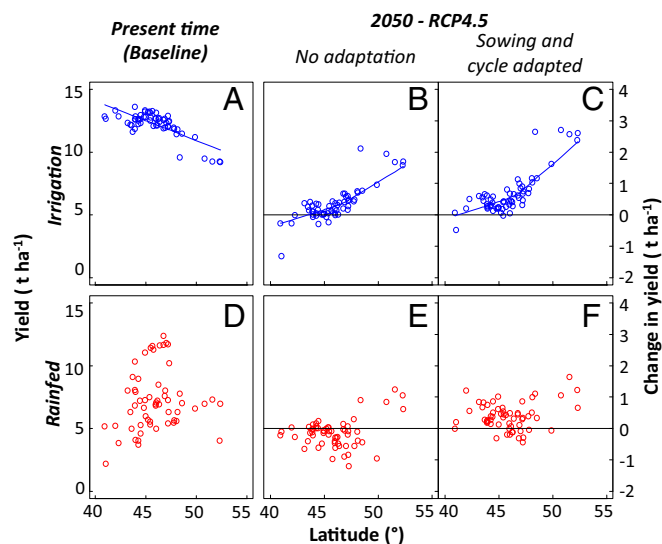 Present time
(Baseline)
2050 - RCP4.5
No adaptation
Sowing and
cycle adapted
Irrigation
Rainfed
Yield ( t ha-1)
Change in yield ( t ha-1)
A
B
C
D
E
F
15
10
5
0
15
10
5
0
4
3
2
1
0
-1
-2
4
3
2
1
0
-1
-2
40 45 50 55
40 45 50 55
40 45 50 55
Latitude (°)